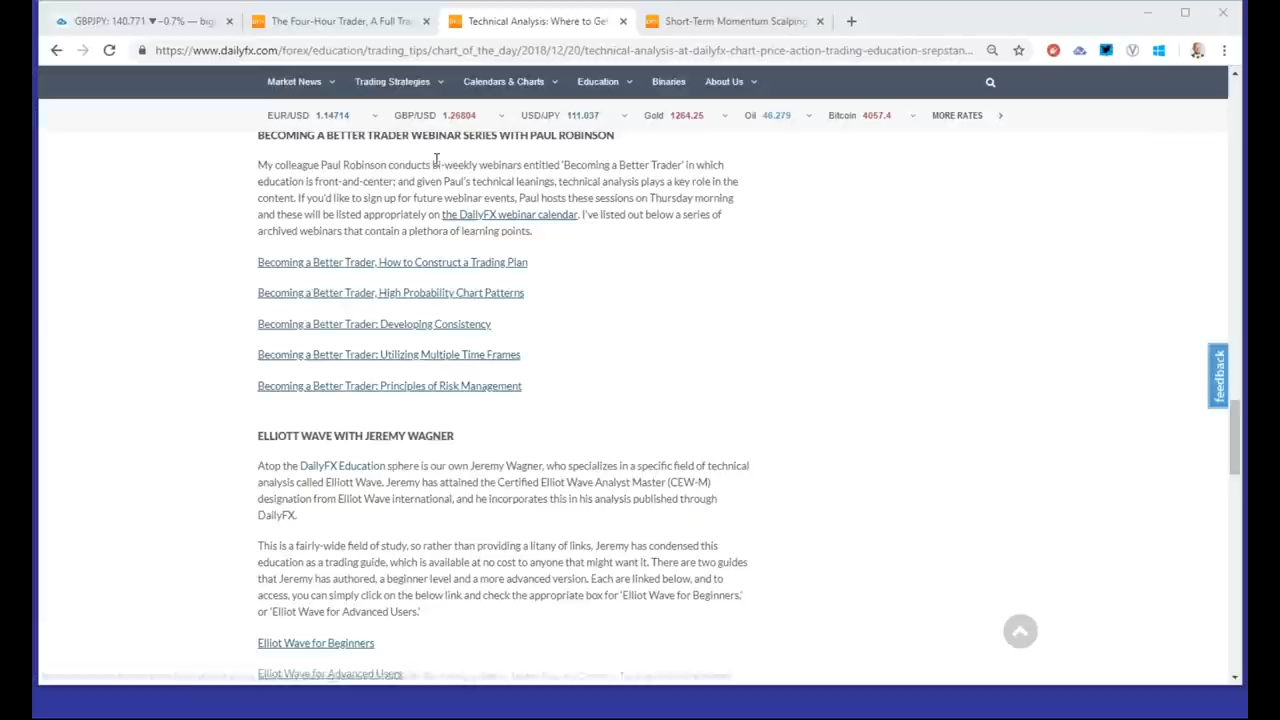 GBPJPY: 140.771 ▼−0.7% — big
The Four-Hour Trader, A Full Tra
Technical Analysis: Where to Get
Short-Term Momentum Scalping
https://www.dailyfx.com/forex/education/trading_tips/chart_of_the_day/2018/12/20/technical-analysis-at-dailyfx-chart-price-action-trading-education-srepstan...
Market News Trading Strategies Calendars & Charts Education Binaries About Us
EUR/USD 1.14714 GBP/USD 1.26804 USD/JPY 111.037 Gold 1264.25 Oil 46.279 Bitcoin 4057.4 MORE RATES
BECOMING A BETTER TRADER WEBINAR SERIES WITH PAUL ROBINSON
My colleague Paul Robinson conducts bi-weekly webinars entitled 'Becoming a Better Trader' in which
education is front-and-center; and given Paul's technical leanings, technical analysis plays a key role in the
content. If you'd like to sign up for future webinar events, Paul hosts these sessions on Thursday morning
and these will be listed appropriately on the DailyFX webinar calendar. I've listed out below a series of
archived webinars that contain a plethora of learning points.
Becoming a Better Trader, How to Construct a Trading Plan
Becoming a Better Trader, High Probability Chart Patterns
Becoming a Better Trader: Developing Consistency
Becoming a Better Trader: Utilizing Multiple Time Frames
Becoming a Better Trader: Principles of Risk Management
feedback
ELLIOTT WAVE WITH JEREMY WAGNER
Atop the DailyFX Education sphere is our own Jeremy Wagner, who specializes in a specific field of technical
analysis called Elliott Wave. Jeremy has attained the Certified Elliot Wave Analyst Master (CEW-M)
designation from Elliot Wave international, and he incorporates this in his analysis published through
DailyFX.
This is a fairly-wide field of study, so rather than providing a litany of links, Jeremy has condensed this
education as a trading guide, which is available at no cost to anyone that might want it. There are two guides
that Jeremy has authored, a beginner level and a more advanced version. Each are linked below, and to
access, you can simply click on the below link and check the appropriate box for 'Elliot Wave for Beginners,'
or 'Elliot Wave for Advanced Users.'
Elliot Wave for Beginners
Elliot Wave for Advanced Users